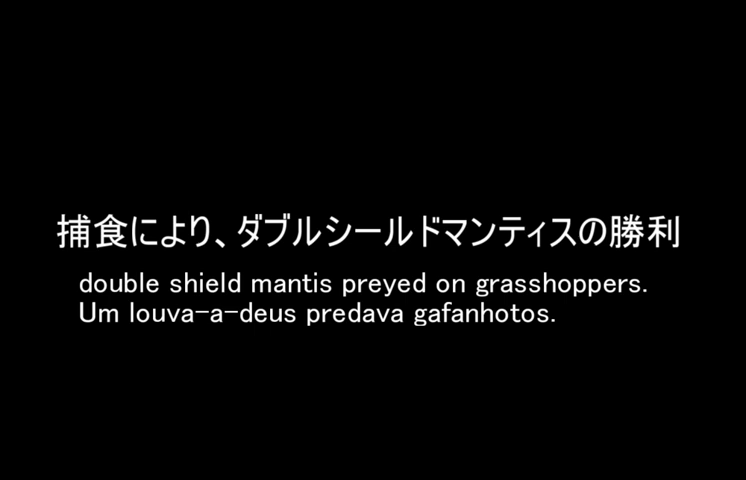 捕食により、ダブルシールドマンティスの勝利
double shield mantis preyed on grasshoppers.
Um louva-a-deus predava gafanhotos.